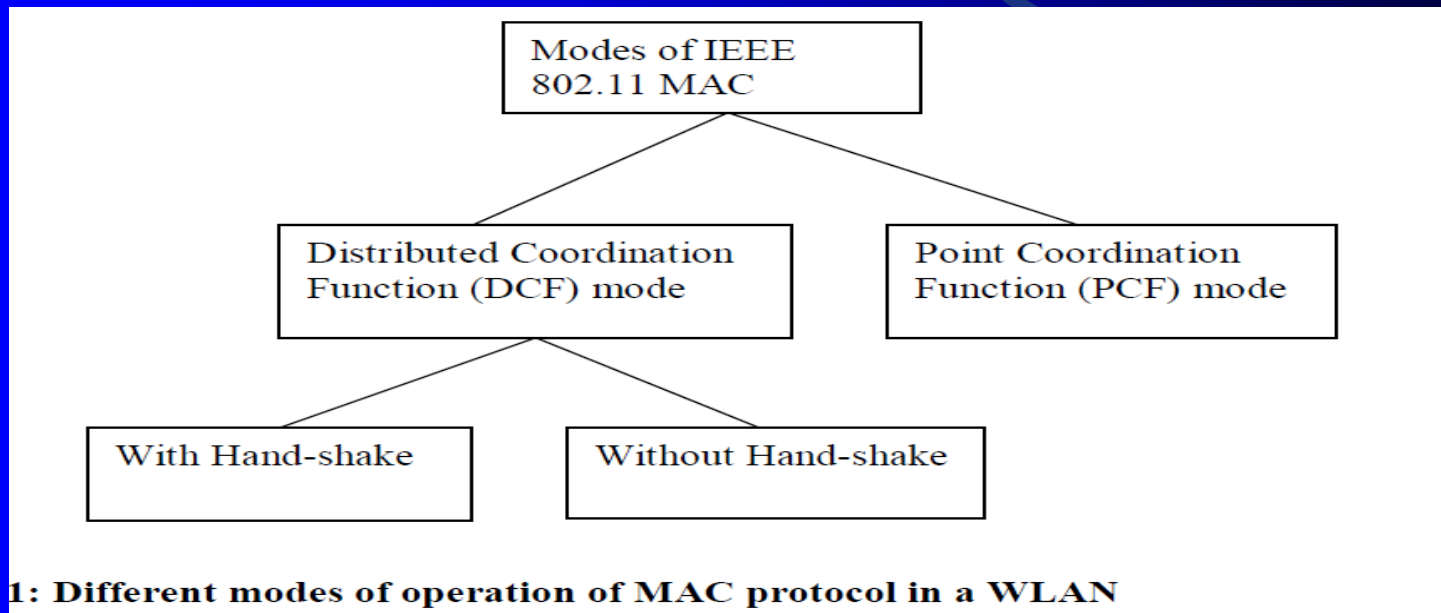 Modes of IEEE
802.11 MAC
Distributed Coordination
Function (DCF) mode
Point Coordination
Function (PCF) mode
With Hand-shake
Without Hand-shake
1: Different modes of operation of MAC protocol in a WLAN